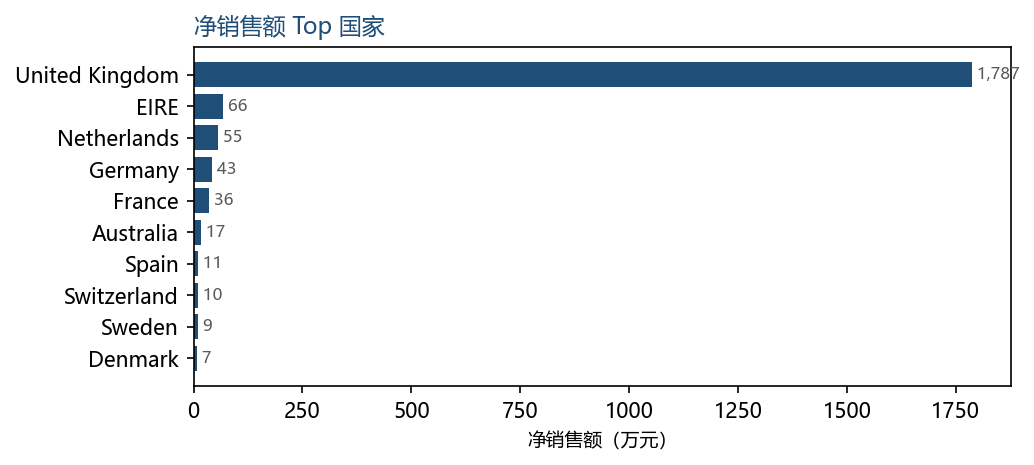 净销售额 Top 国家
United Kingdom 1,787
EIRE 66
Netherlands 55
Germany 43
France 36
Australia 17
Spain 11
Switzerland 10
Sweden 9
Denmark 7
0 250 500 750 1000 1250 1500 1750
净销售额（万元）